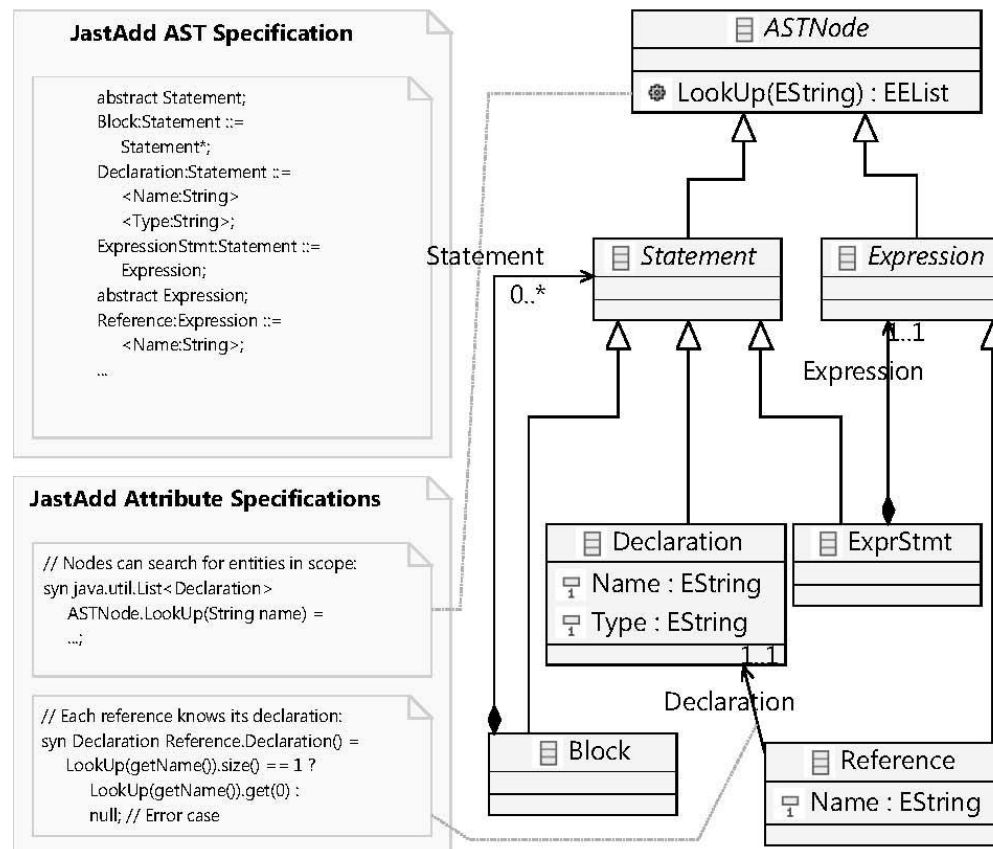 JastAdd AST Specification
abstract Statement;
Block:Statement ::=
Statement*;
Declaration:Statement ::=
<Name:String>
<Type:String>;
ExpressionStmt:Statement ::=
Expression;
abstract Expression;
Reference:Expression ::=
<Name:String>;
...
JastAdd Attribute Specifications
// Nodes can search for entities in scope:
syn java.util.List<Declaration>
ASTNode.LookUp(String name) =
...;
// Each reference knows its declaration:
syn Declaration Reference.Declaration() =
LookUp(getName()).size() == 1 ?
LookUp(getName()).get(0) :
null; // Error case
ASTNode
LookUp(EString) : EEList
Statement
0..*
Statement
Expression
1..1
Expression
Declaration
Name : EString
Type : EString
ExprStmt
1..1
Declaration
Block
Reference
Name : EString